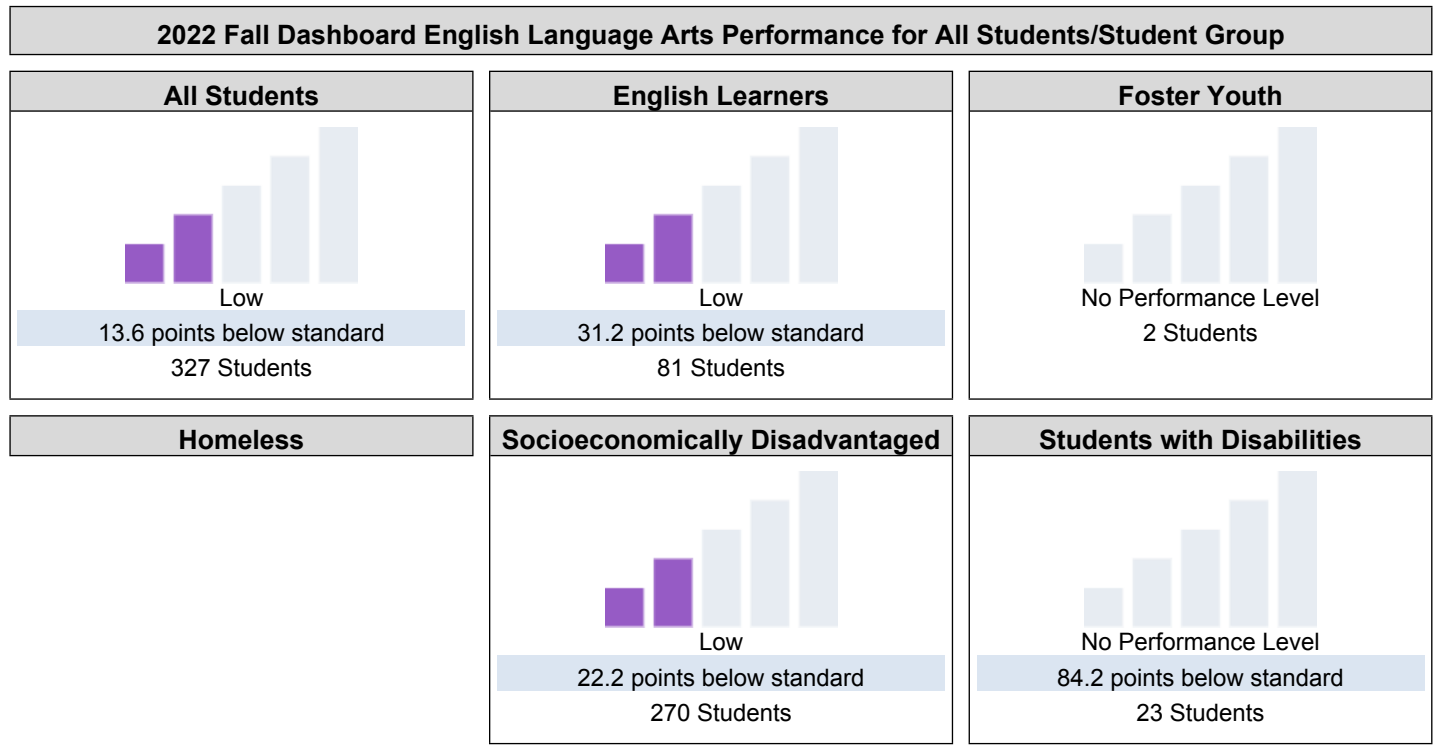 2022 Fall Dashboard English Language Arts Performance for All Students/Student Group
All Students
Low
13.6 points below standard
327 Students
English Learners
Low
31.2 points below standard
81 Students
Foster Youth
No Performance Level
2 Students
Homeless
Socioeconomically Disadvantaged
Low
22.2 points below standard
270 Students
Students with Disabilities
No Performance Level
84.2 points below standard
23 Students